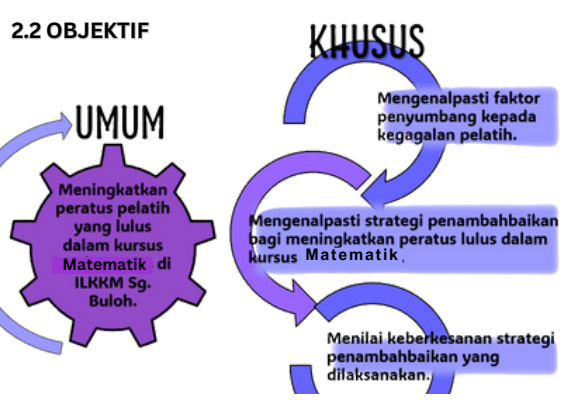 2.2 OBJEKTIF
UMUM
Meningkatkan
peratus pelatih
yang lulus
dalam kursus
Matematik di
ILKKM Sg.
Buloh.
KHUSUS
Mengenalpasti faktor
penyumbang kepada
kegagalan pelatih.
Mengenalpasti strategi penambahbaikan
bagi meningkatkan peratus lulus dalam
kursus Matematik.
Menilai keberkesanan strategi
penambahbaikan yang
dilaksanakan.